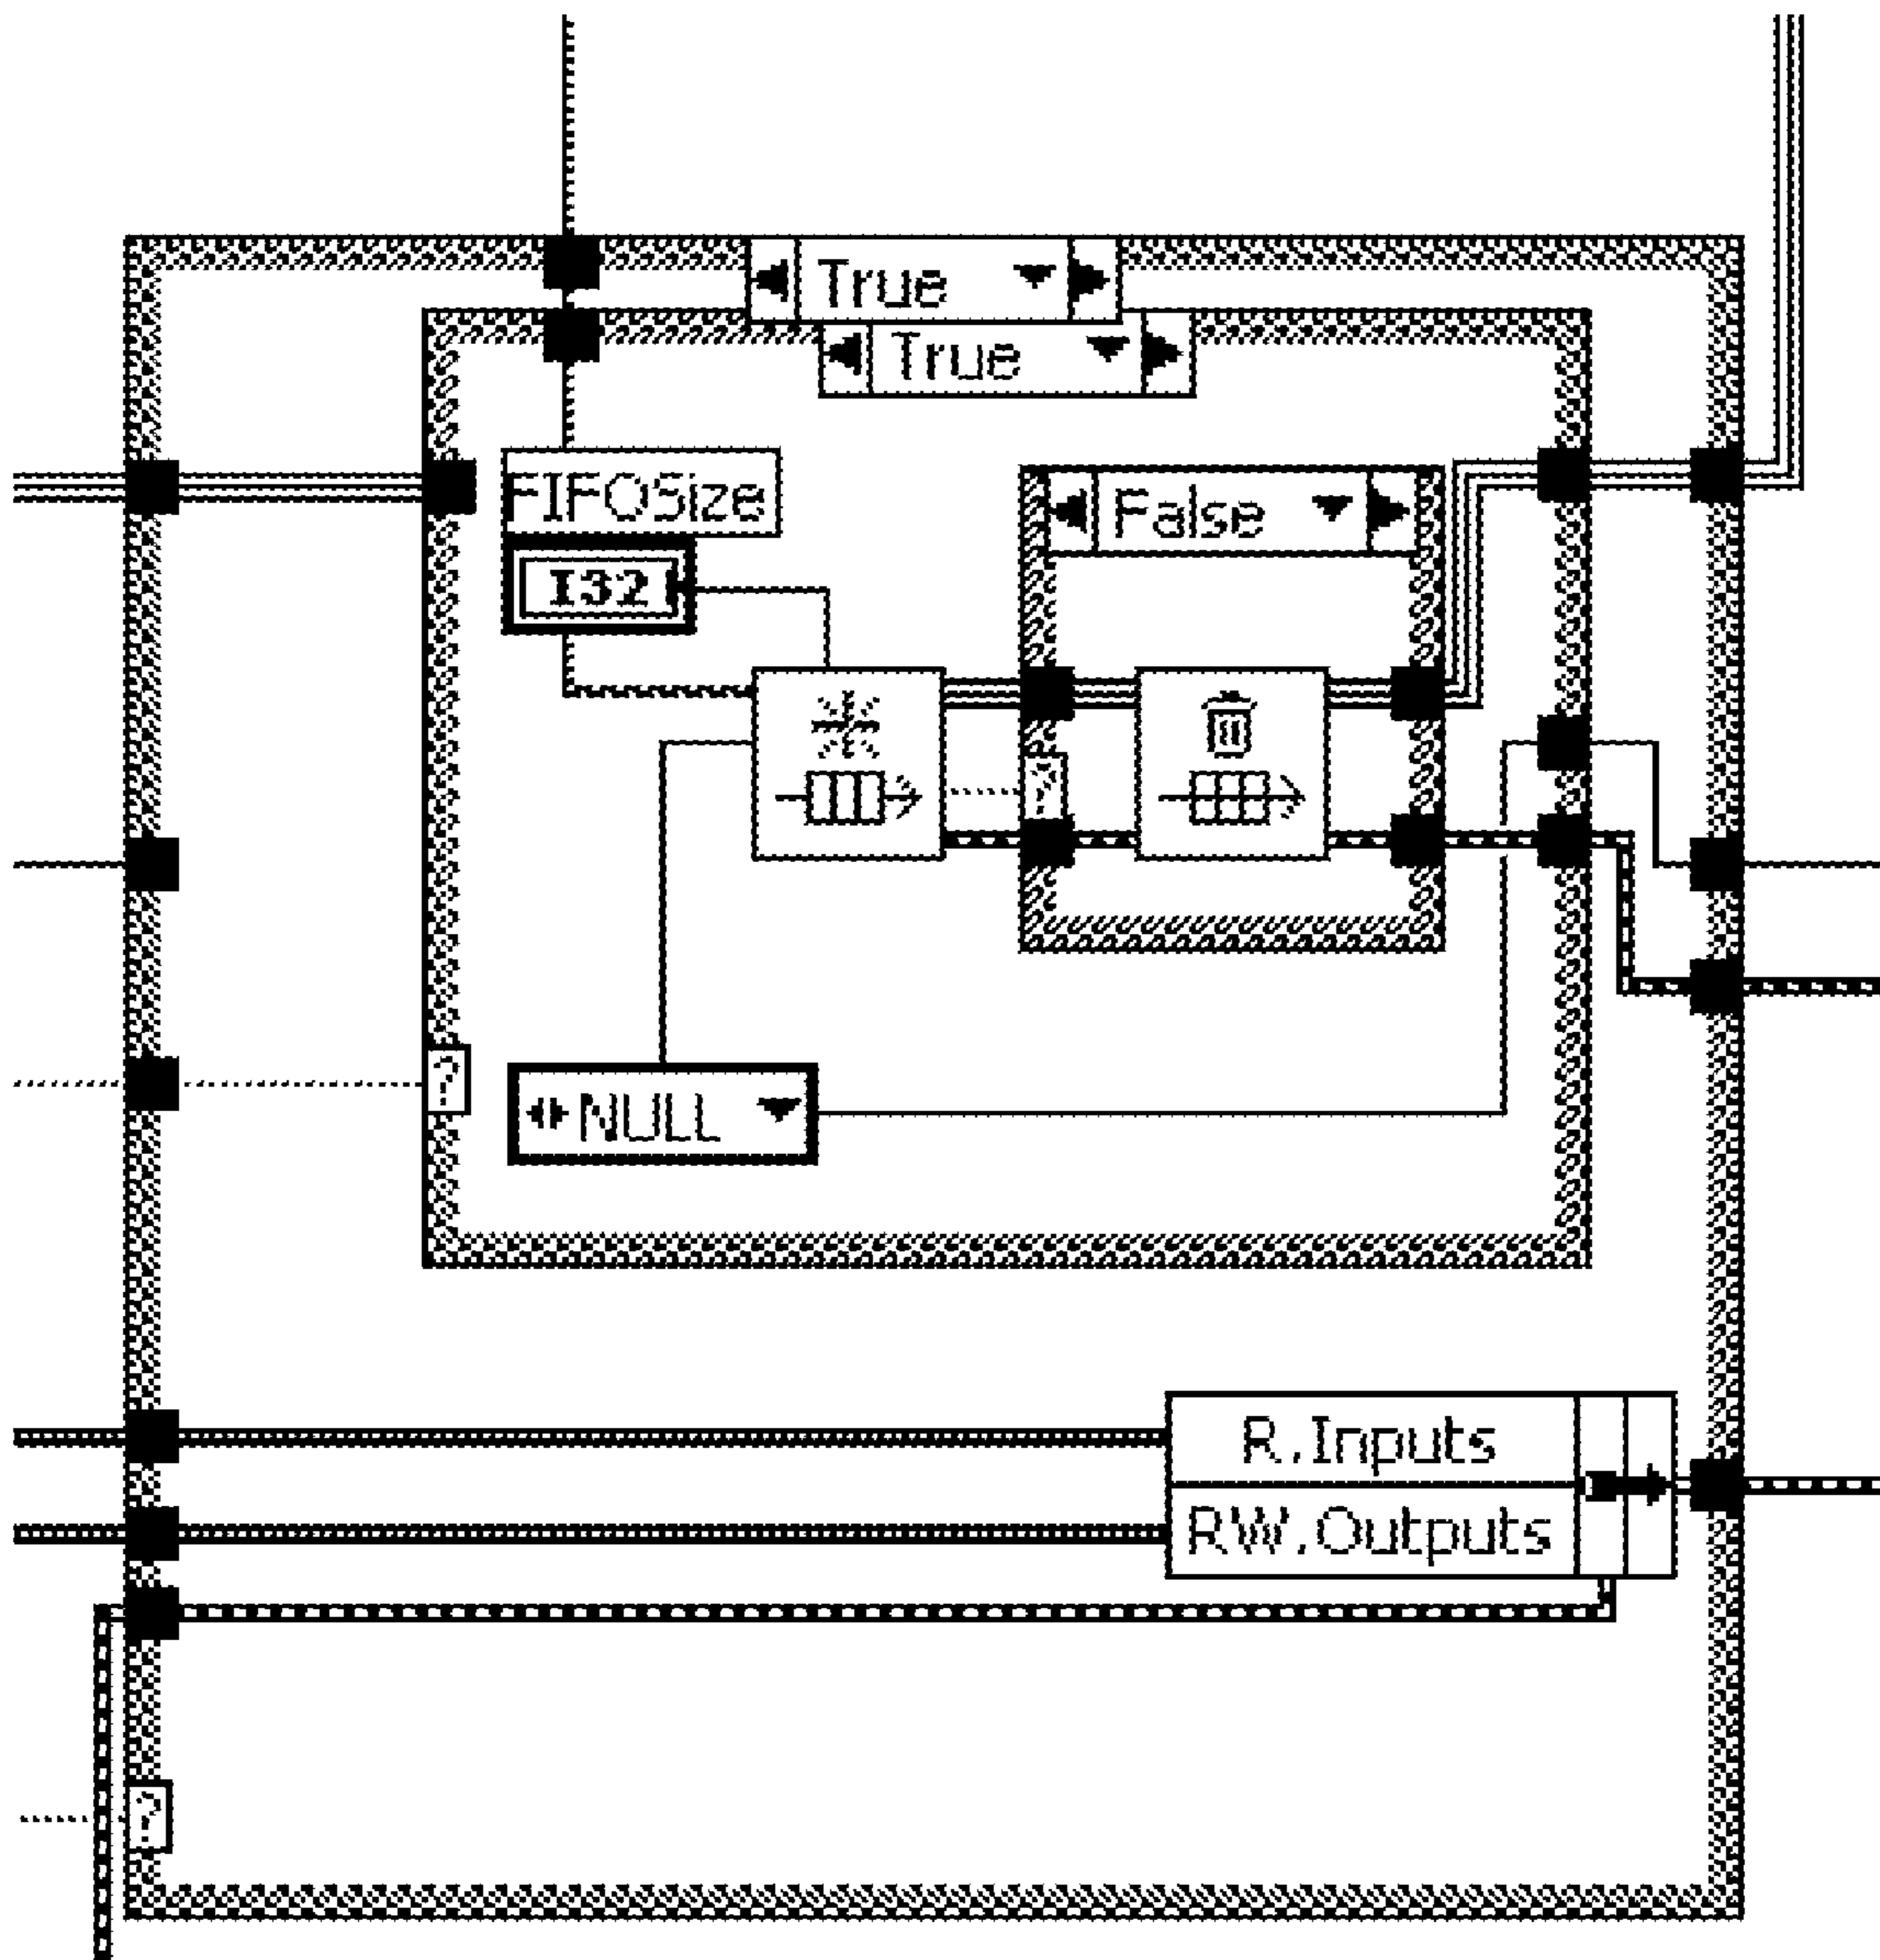 True
True
FIFOSize
False
I32
?
?
NULL
R.Inputs
RW.Outputs
?